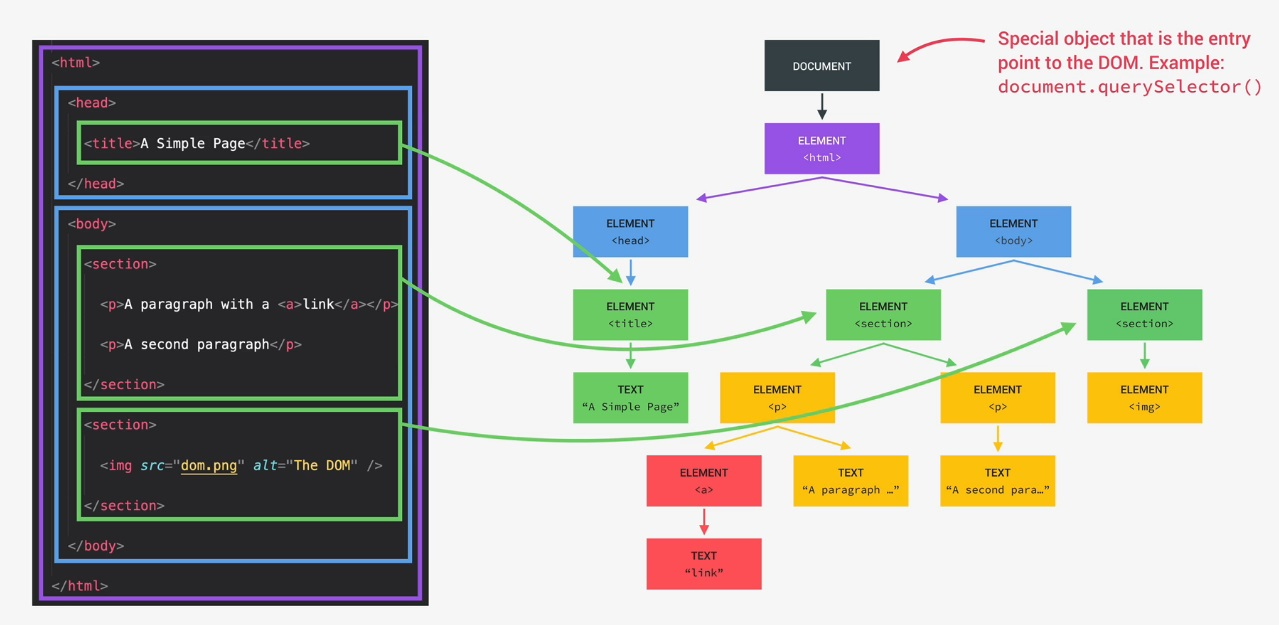 <html>
<head>
<title>A Simple Page</title>
</head>
<body>
<section>
<p>A paragraph with a <a>link</a></p>
<p>A second paragraph</p>
</section>
<section>
<img src="dom.png" alt="The DOM" />
</section>
</body>
</html>
Special object that is the entry
point to the DOM. Example:
document.querySelector()
DOCUMENT
ELEMENT
<html>
ELEMENT
<head>
ELEMENT
<body>
ELEMENT
<title>
ELEMENT
<section>
ELEMENT
<section>
TEXT
“A Simple Page”
ELEMENT
<p>
ELEMENT
<p>
ELEMENT
<img>
ELEMENT
<a>
TEXT
“A paragraph …”
TEXT
“A second para…”
TEXT
“link”